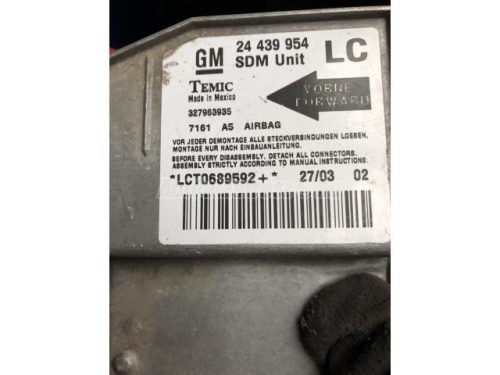 GM 24 439 954 LC
SDM Unit
TEMIC
Made in Mexico
VORNE
FORWARD
327963935
7161 A5 AIRBAG
VOR JEDER DEMONTAGE ALLE STECKVERBINDUNGEN LOESEN,
MONTAGE NUR NACH EINBAUANLEITUNG.
BEFORE EVERY DISASSEMBLY, DETACH ALL CONNECTORS.
ASSEMBLY STRICTLY ACCORDING TO MANUAL INSTRUCTIONS.
*LCT0689592+* 27/03 02